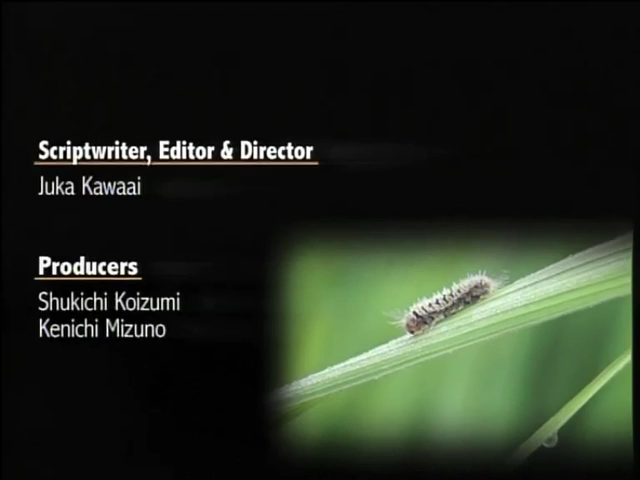 Scriptwriter, Editor & Director
Juka Kawaai
Producers
Shukichi Koizumi
Kenichi Mizuno